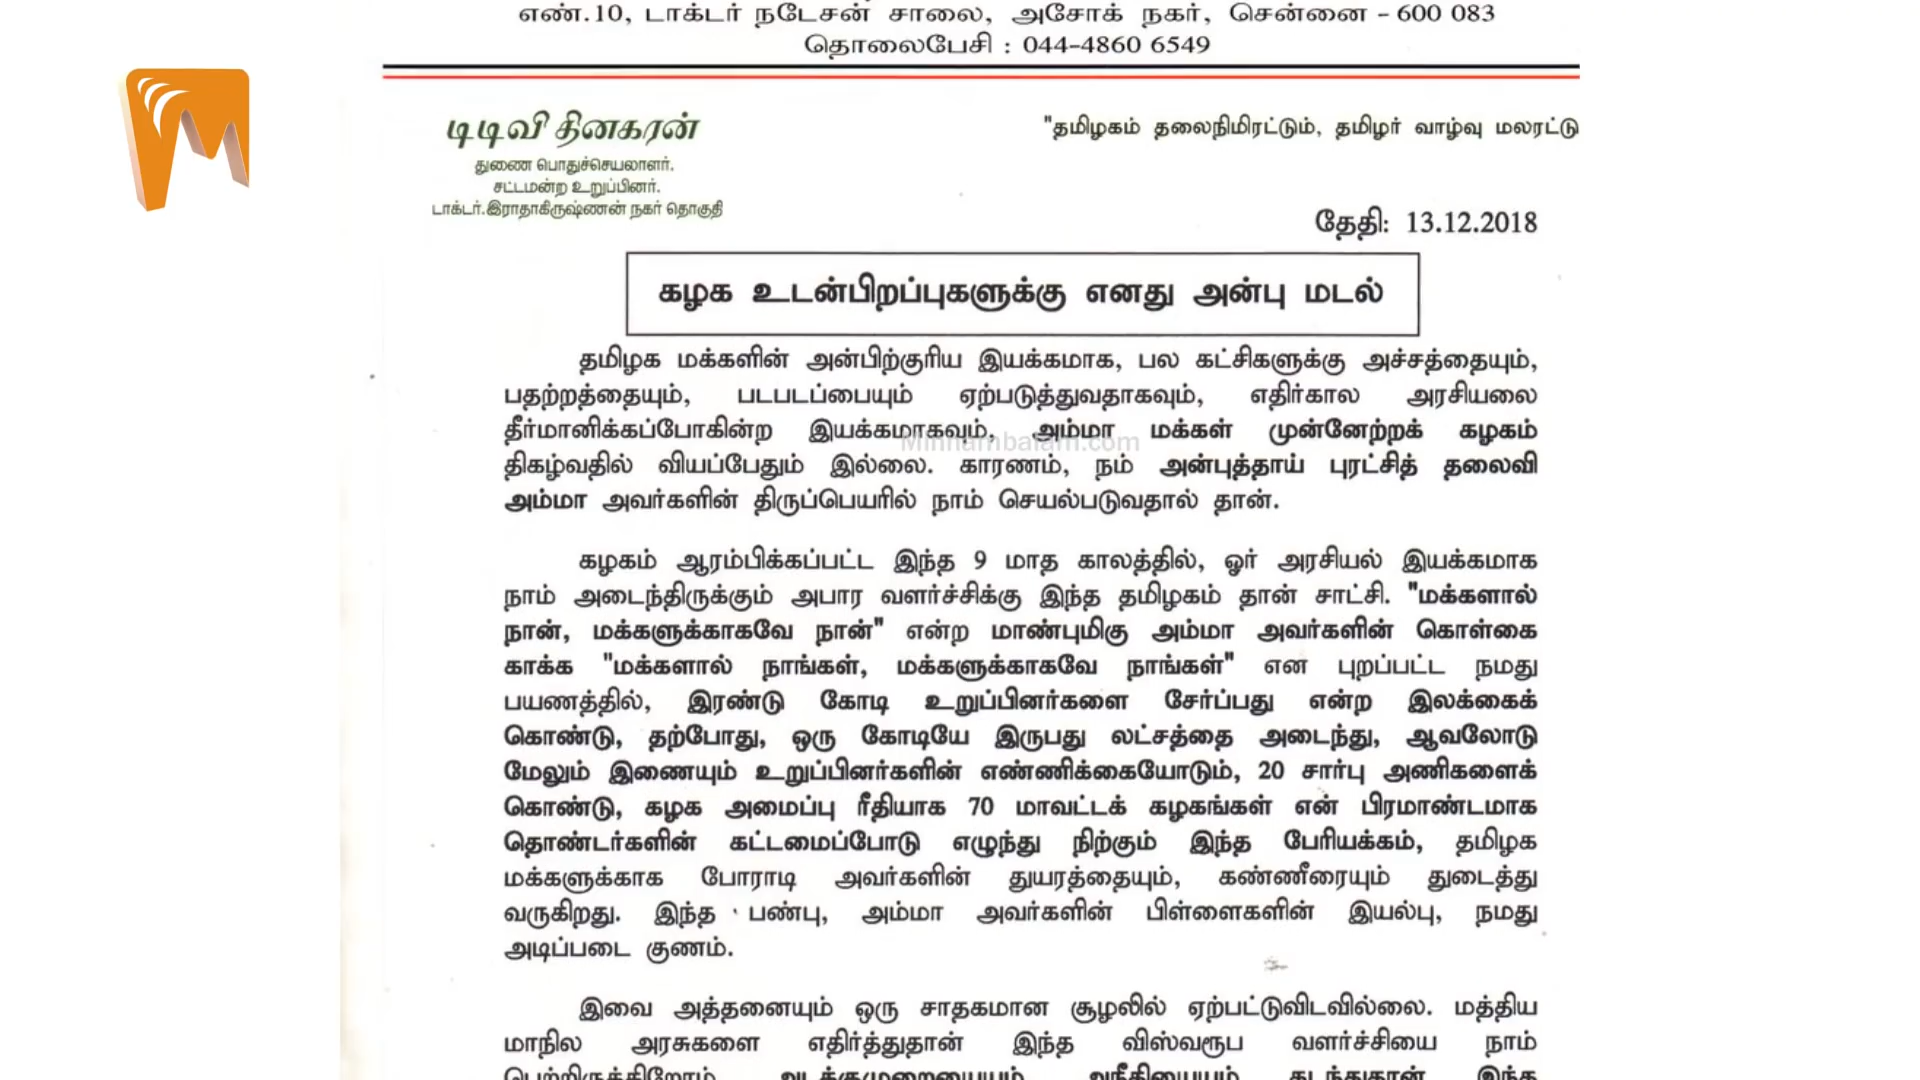 எண்.10, டாக்டர் நடேசன் சாலை, அசோக் நகர், சென்னை - 600 083
தொலைபேசி : 044-4860 6549
டிடிவி தினகரன்
துணை பொதுச்செயலாளர்.
சட்டமன்ற உறுப்பினர்.
டாக்டர்.இராதாகிருஷ்ணன் நகர் தொகுதி
"தமிழகம் தலைநிமிரட்டும், தமிழர் வாழ்வு மலரட்டு
தேதி: 13.12.2018
கழக உடன்பிறப்புகளுக்கு எனது அன்பு மடல்
தமிழக மக்களின் அன்பிற்குரிய இயக்கமாக, பல கட்சிகளுக்கு அச்சத்தையும்,
பதற்றத்தையும், படபடப்பையும் ஏற்படுத்துவதாகவும், எதிர்கால அரசியலை
தீர்மானிக்கப்போகின்ற இயக்கமாகவும், அம்மா மக்கள் முன்னேற்றக் கழகம்
Minnambalam.com
திகழ்வதில் வியப்பேதும் இல்லை. காரணம், நம் அன்புத்தாய் புரட்சித் தலைவி
அம்மா அவர்களின் திருப்பெயரில் நாம் செயல்படுவதால் தான்.
கழகம் ஆரம்பிக்கப்பட்ட இந்த 9 மாத காலத்தில், ஓர் அரசியல் இயக்கமாக
நாம் அடைந்திருக்கும் அபார வளர்ச்சிக்கு இந்த தமிழகம் தான் சாட்சி. "மக்களால்
நான், மக்களுக்காகவே நான்" என்ற மாண்புமிகு அம்மா அவர்களின் கொள்கை
காக்க "மக்களால் நாங்கள், மக்களுக்காகவே நாங்கள்" என புறப்பட்ட நமது
பயணத்தில், இரண்டு கோடி உறுப்பினர்களை சேர்ப்பது என்ற இலக்கைக்
கொண்டு, தற்போது, ஒரு கோடியே இருபது லட்சத்தை அடைந்து, ஆவலோடு
மேலும் இணையும் உறுப்பினர்களின் எண்ணிக்கையோடும், 20 சார்பு அணிகளைக்
கொண்டு, கழக அமைப்பு ரீதியாக 70 மாவட்டக் கழகங்கள் என் பிரமாண்டமாக
தொண்டர்களின் கட்டமைப்போடு எழுந்து நிற்கும் இந்த பேரியக்கம், தமிழக
மக்களுக்காக போராடி அவர்களின் துயரத்தையும், கண்ணீரையும் துடைத்து
வருகிறது. இந்த பண்பு, அம்மா அவர்களின் பிள்ளைகளின் இயல்பு, நமது
அடிப்படை குணம்.
இவை அத்தனையும் ஒரு சாதகமான சூழலில் ஏற்பட்டுவிடவில்லை. மத்திய
மாநில அரசுகளை எதிர்த்துதான் இந்த விஸ்வரூப வளர்ச்சியை நாம்
பெற்றிருக்கிறோம். அடக்குமுறையையும் அநீதியையும் கடந்துதான் இந்த